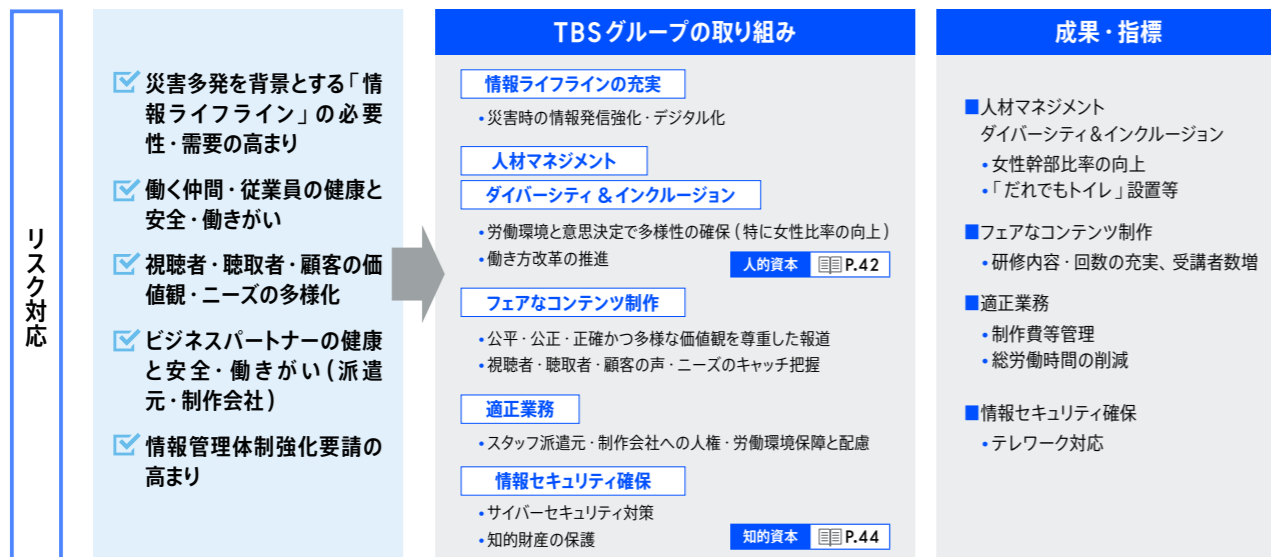 リスク対応
災害多発を背景とする「情
報ライフライン」の必要
性・需要の高まり
働く仲間・従業員の健康と
安全・働きがい
視聴者・聴取者・顧客の価
値観・ニーズの多様化
ビジネスパートナーの健康
と安全・働きがい(派遣
元・制作会社)
情報管理体制強化要請の
高まり
TBSグループの取り組み
情報ライフラインの充実
•災害時の情報発信強化・デジタル化
人材マネジメント
ダイバーシティ &インクルージョン
•労働環境と意思決定で多様性の確保(特に女性比率の向上)
•働き方改革の推進
人的資本 P.42
フェアなコンテンツ制作
•公平・公正・正確かつ多様な価値観を尊重した報道
•視聴者・聴取者・顧客の声・ニーズのキャッチ把握
適正業務
•スタッフ派遣元・制作会社への人権・労働環境保障と配慮
情報セキュリティ確保
•サイバーセキュリティ対策
•知的財産の保護
知的資本 P.44
成果・指標
■人材マネジメント
ダイバーシティ&インクルージョン
•女性幹部比率の向上
•「だれでもトイレ」設置等
■フェアなコンテンツ制作
•研修内容・回数の充実、受講者数増
■適正業務
•制作費等管理
•総労働時間の削減
■情報セキュリティ確保
•テレワーク対応